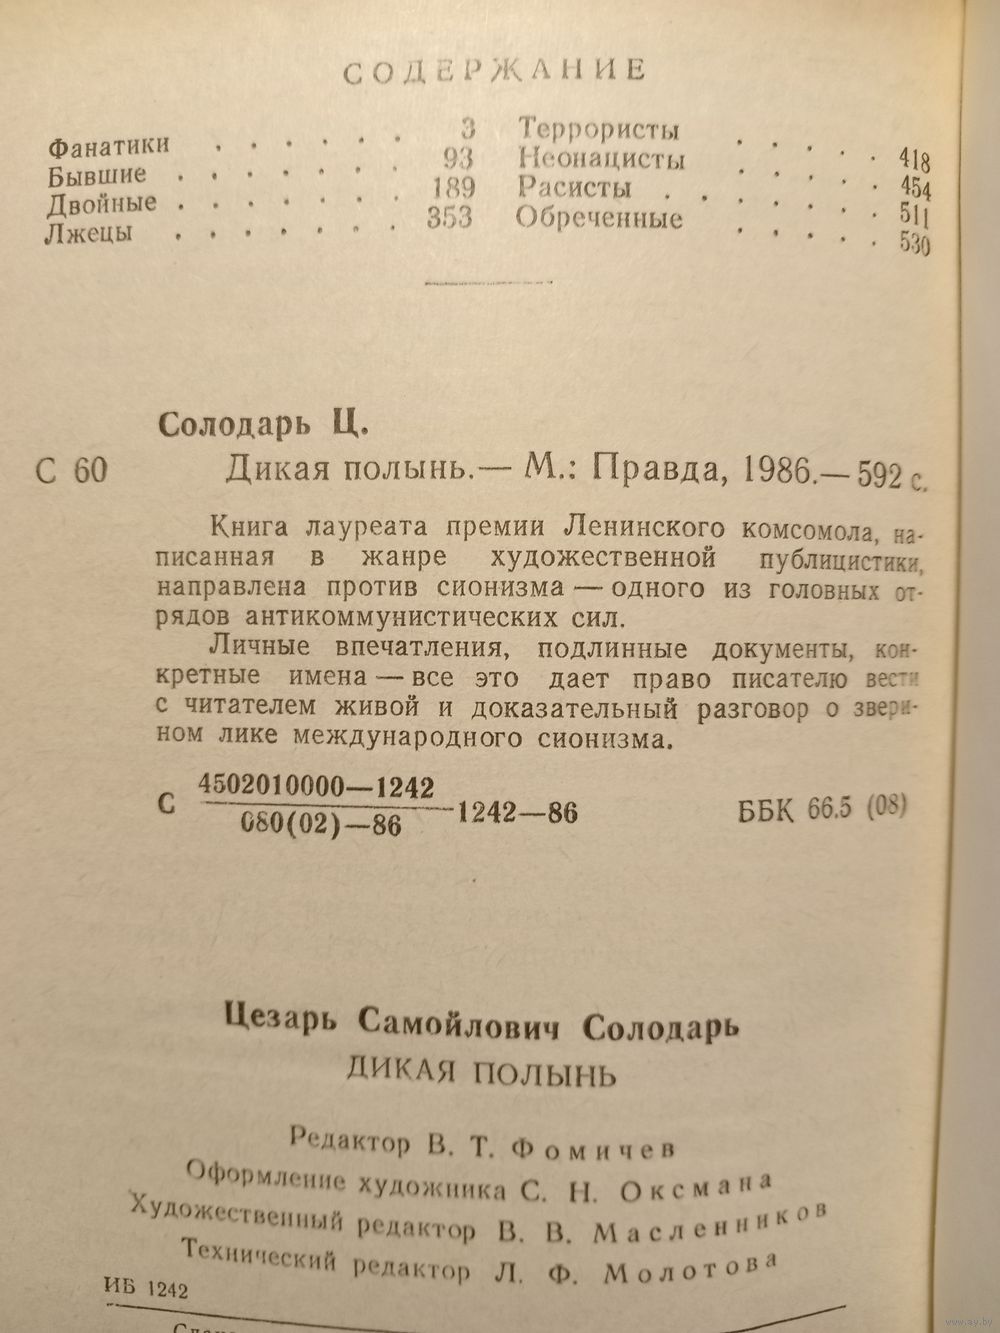 СОДЕРЖАНИЕ
Фанатики . . . . . . 3
Бывшие . . . . . . . 93
Двойные . . . . . . . 189
Лжецы . . . . . . . 353
Террористы . . . . . 418
Неонацисты . . . . . 454
Расисты . . . . . . . 511
Обреченные . . . . . 530
Солодарь Ц.
С 60 Дикая полынь.— М.: Правда, 1986.— 592 с.
Книга лауреата премии Ленинского комсомола, на-
писанная в жанре художественной публицистики,
направлена против сионизма — одного из головных от-
рядов антикоммунистических сил.
Личные впечатления, подлинные документы, кон-
кретные имена — все это дает право писателю вести
с читателем живой и доказательный разговор о звери-
ном лике международного сионизма.
С 4502010000—1242
080(02)—86
1242—86 ББК 66.5 (08)
Цезарь Самойлович Солодарь
ДИКАЯ ПОЛЫНЬ
Редактор В. Т. Фомичев
Оформление художника С. Н. Оксмана
Художественный редактор В. В. Масленников
Технический редактор Л. Ф. Молотова
ИБ 1242
www.ay.by